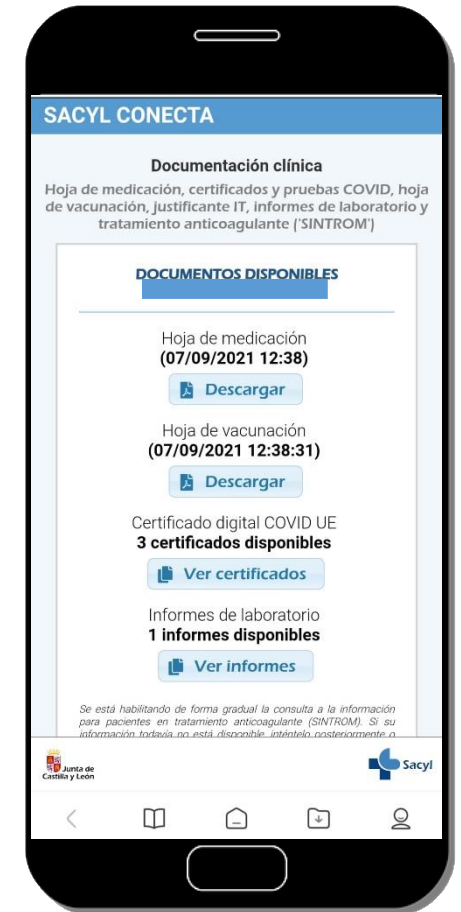 SACYL CONECTA
Documentación clínica
Hoja de medicación, certificados y pruebas COVID, hoja
de vacunación, justificante IT, informes de laboratorio y
tratamiento anticoagulante ('SINTROM')
DOCUMENTOS DISPONIBLES
Hoja de medicación
(07/09/2021 12:38)
Descargar
Hoja de vacunación
(07/09/2021 12:38:31)
Descargar
Certificado digital COVID UE
3 certificados disponibles
Ver certificados
Informes de laboratorio
1 informes disponibles
Ver informes
Se está habilitando de forma gradual la consulta a la información
para pacientes en tratamiento anticoagulante (SINTROM). Si su
información todavía no está disponible, inténtelo posteriormente o
Junta de
Castilla y León
Sacyl